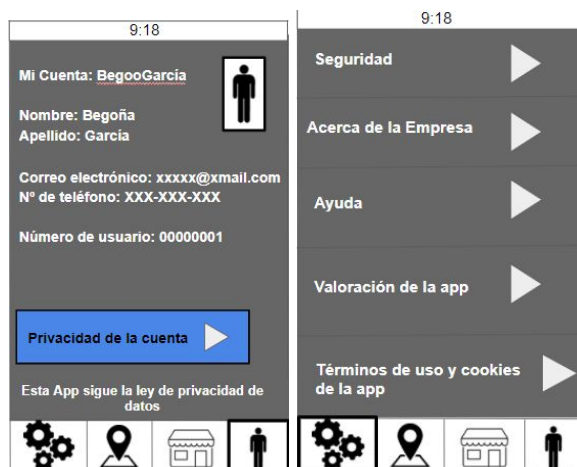 9:18
Mi Cuenta: BegooGarcía
Nombre: Begoña
Apellido: García
Correo electrónico: xxxxx@xmail.com
Nº de teléfono: XXX-XXX-XXX
Número de usuario: 00000001
Privacidad de la cuenta
Esta App sigue la ley de privacidad de
datos
9:18
Seguridad
Acerca de la Empresa
Ayuda
Valoración de la app
Términos de uso y cookies
de la app